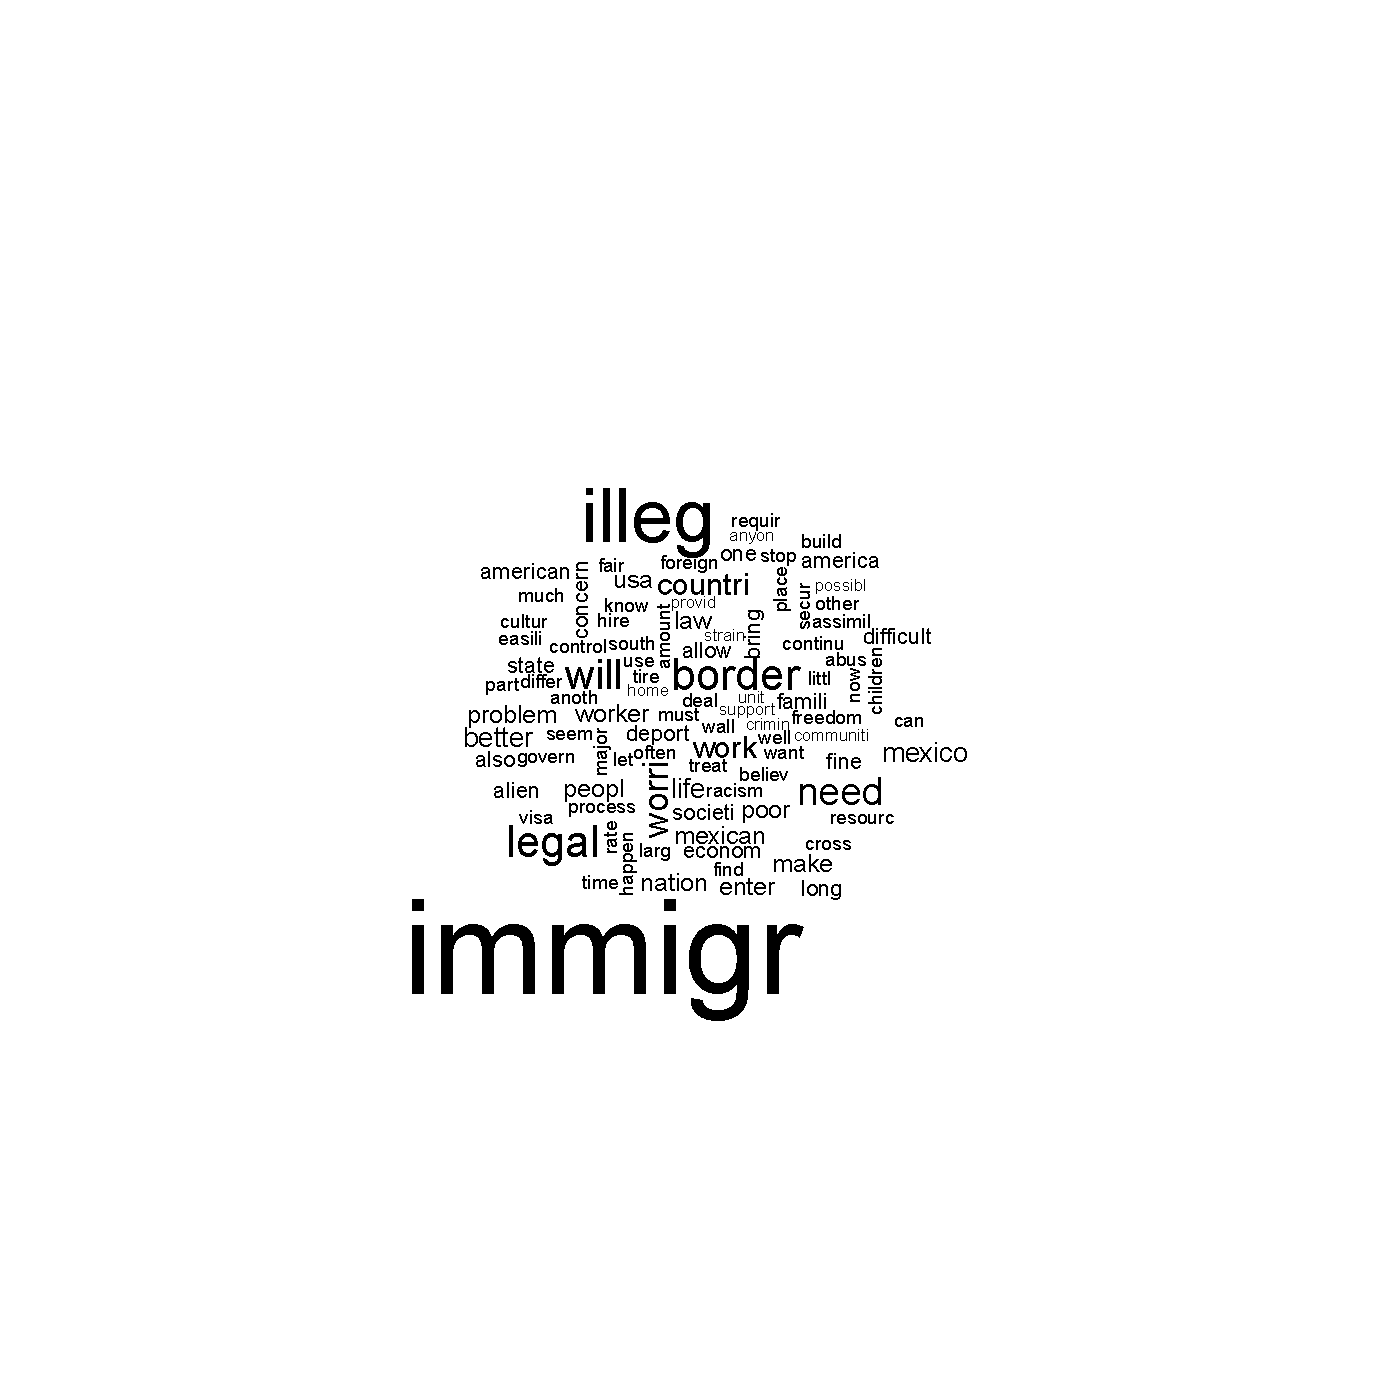 illeg
requir
anyon
build
one
stop
america
foreign
fair
american
concern
usa
countri
place
possibl
secur
much
know
amount
provid
other
cultur
hire
law
bring
assimil
easili
control
south
strain
allow
continu
difficult
state
will
use
border
abus
now
children
part
differ
tire
littl
home
anoth
deal
unit
famili
problem
worker
must
support
freedom
can
wall
crimin
better
seem
major
deport
well
communiti
also
govern
let
often
work
want
mexico
worri
treat
fine
believ
alien
peopl
life
racism
need
process
societi
poor
resourc
visa
legal
rate
happen
mexican
larg
econom
cross
find
make
time
nation
enter
long
immigr